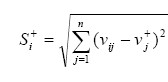 S_i^+ = \sqrt{\sum_{j=1}^{n} (v_{ij} - v_j^+)^2}